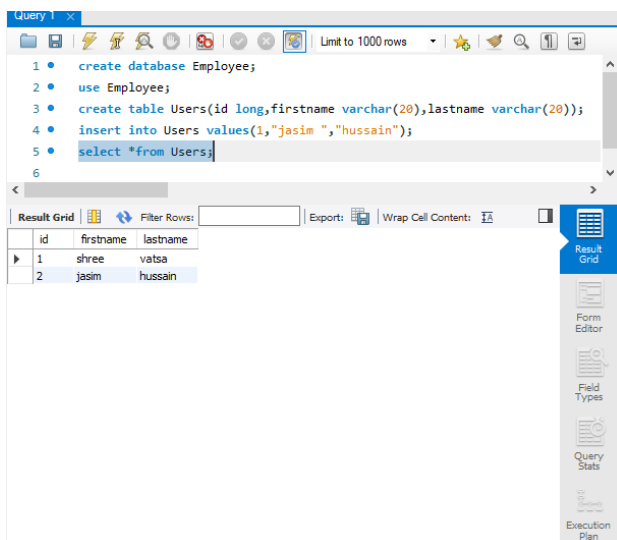 Query 1 ×
Limit to 1000 rows
1 create database Employee;
2 use Employee;
3 create table Users(id long,firstname varchar(20),lastname varchar(20));
4 insert into Users values(1,"jasim ","hussain");
5 select *from Users;
6
Result Grid Filter Rows: Export: Wrap Cell Content: IA
id firstname lastname
1 shree vatsa
2 jasim hussain
Result
Grid
Form
Editor
Field
Types
Query
Stats
Execution
Plan